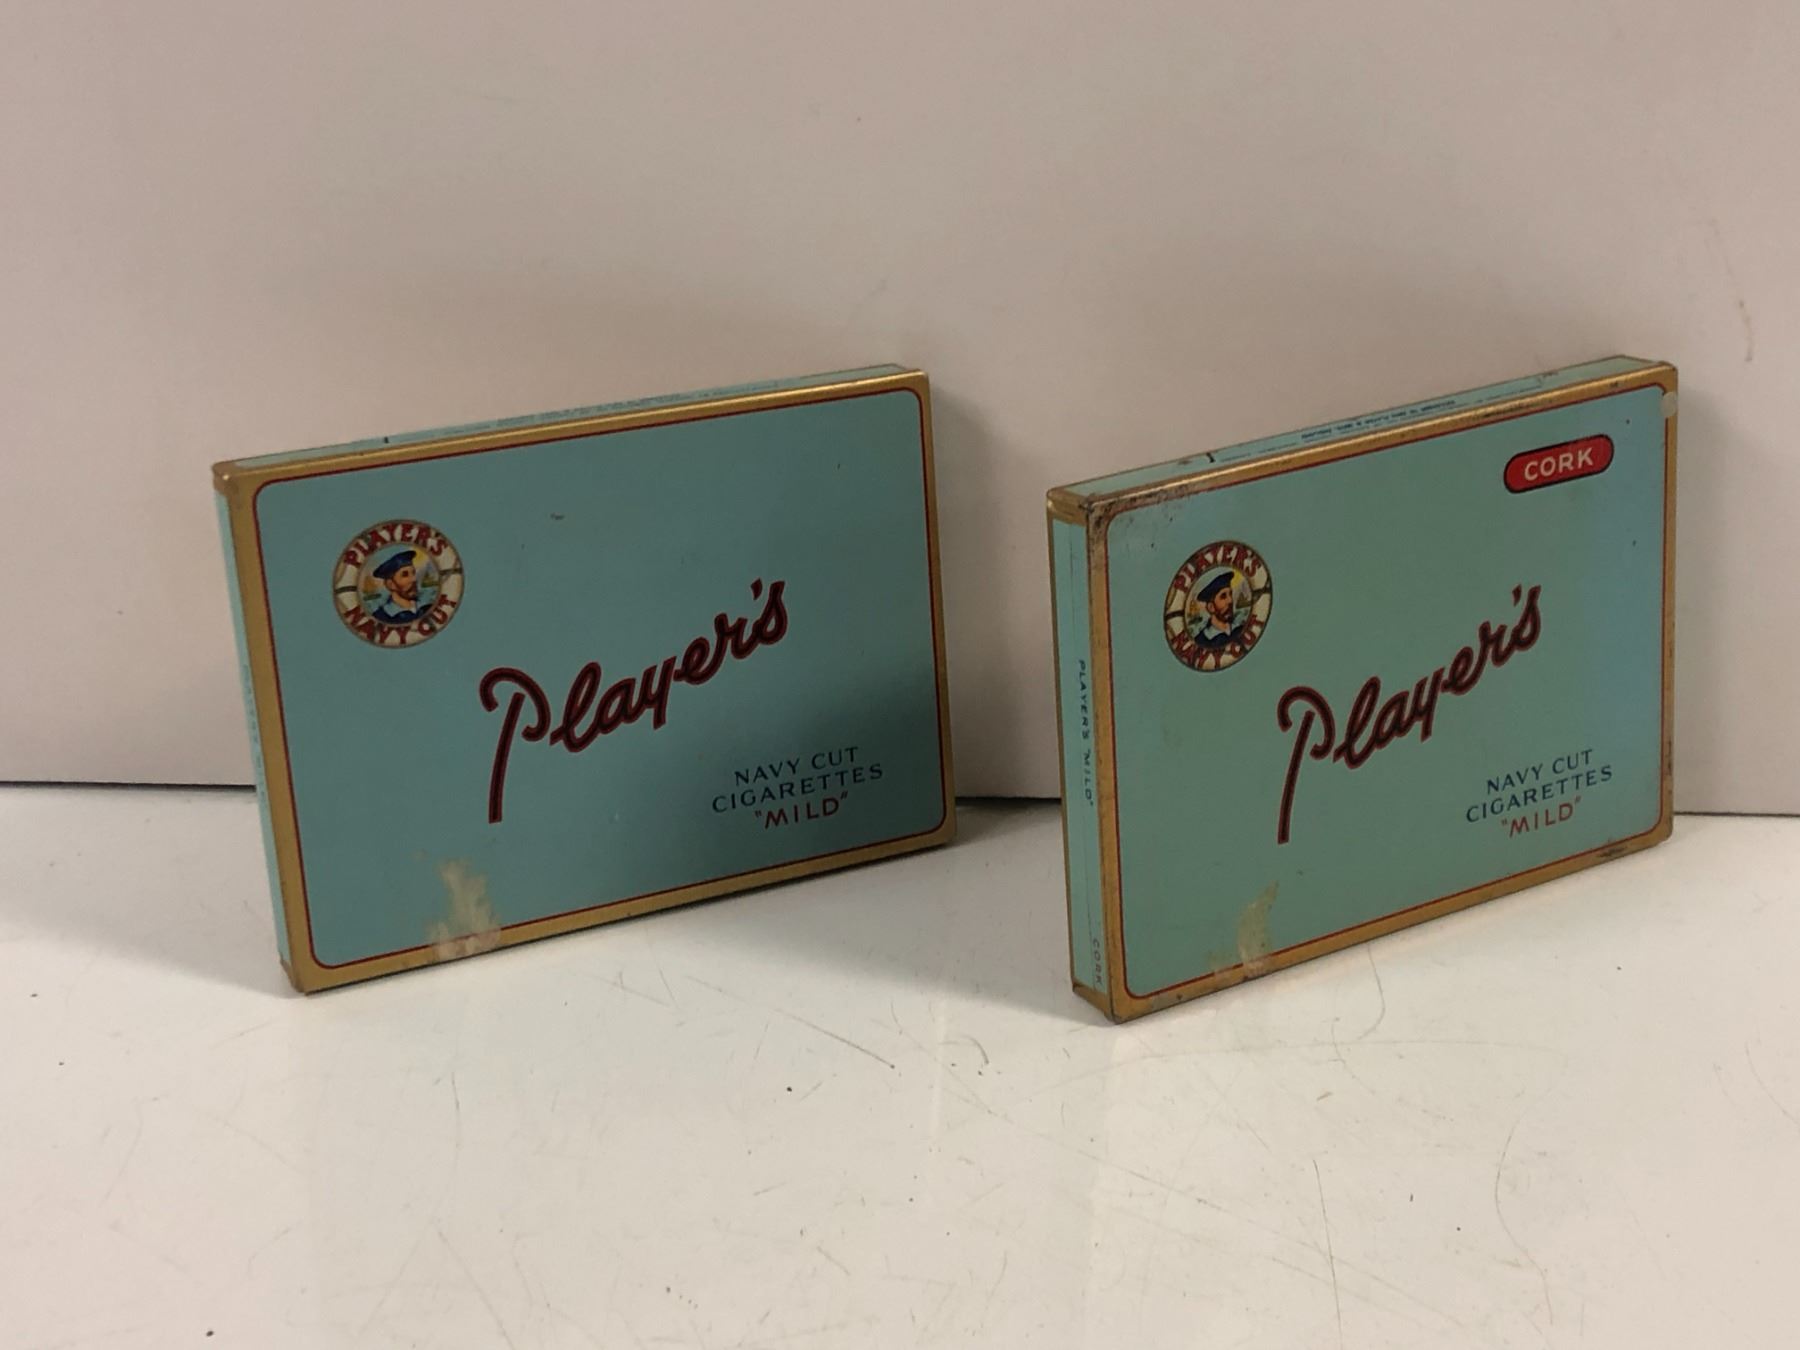 PLAYER'S
NAVY CUT
Player's
NAVY CUT
CIGARETTES
"MILD"
CORK
PLAYER'S
NAVY CUT
Player's
NAVY CUT
CIGARETTES
"MILD"
PLAYER'S "MILD"
CORK